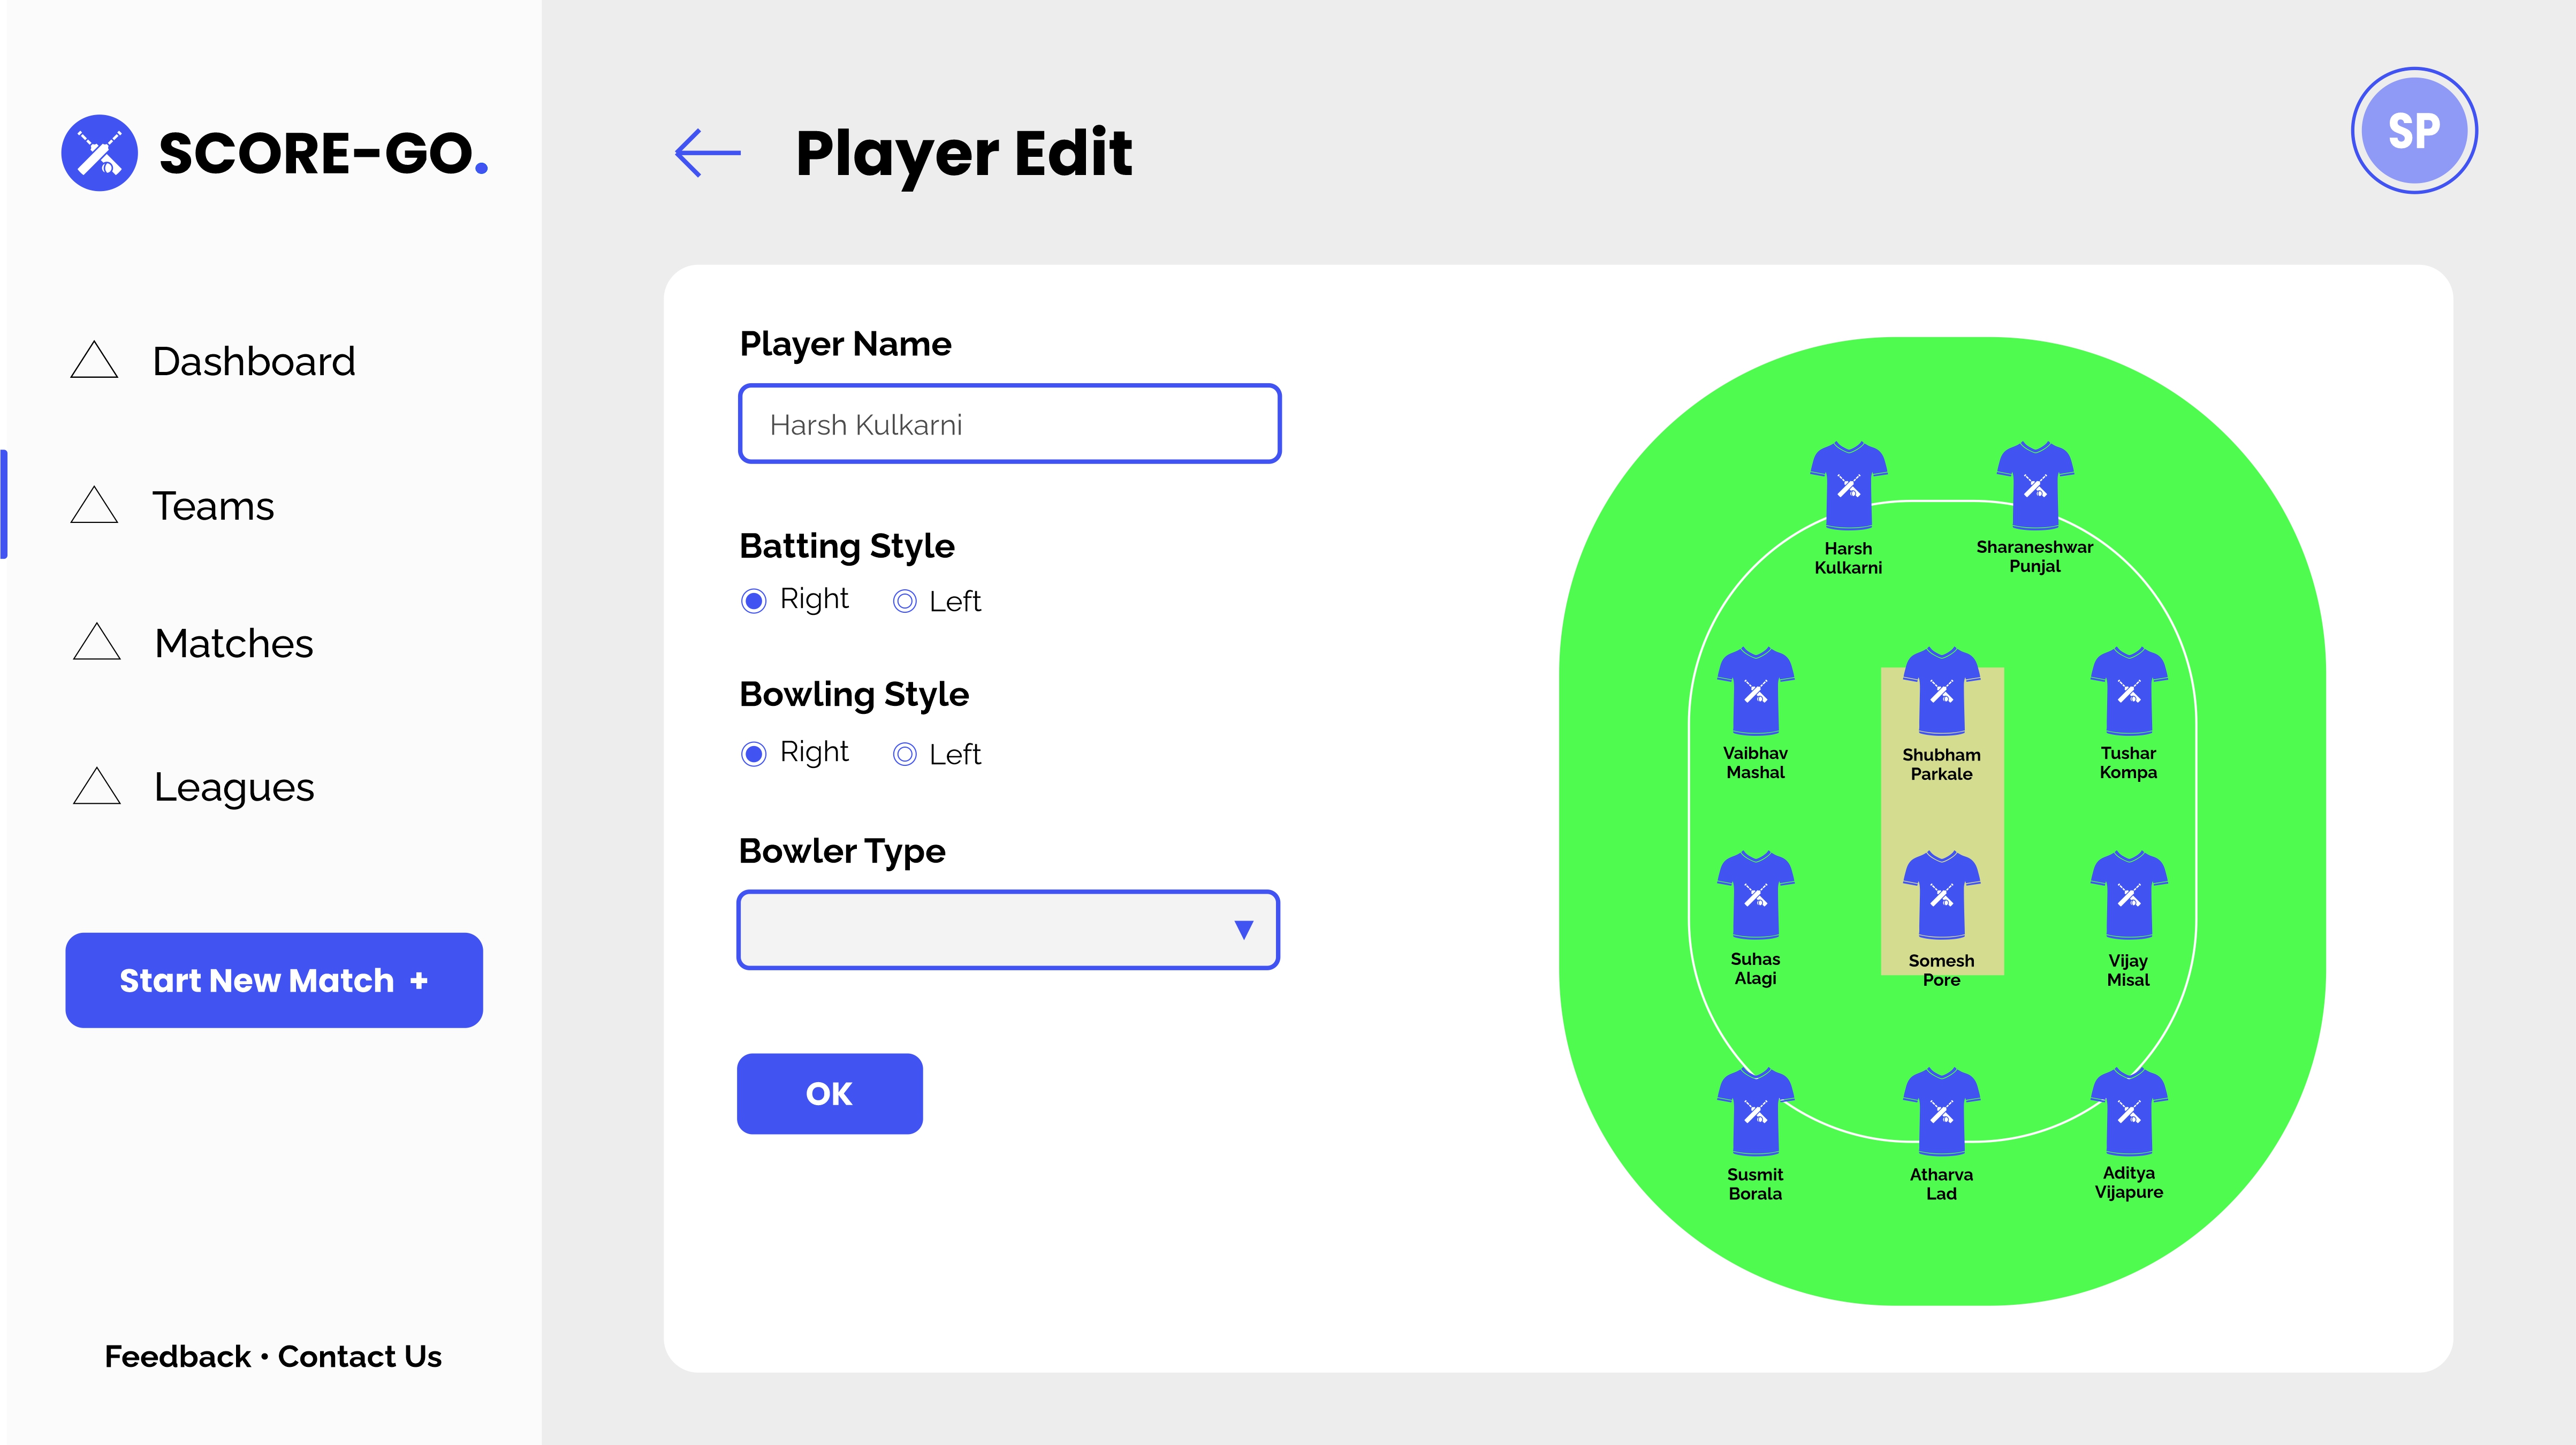 SCORE-GO.
Dashboard
Teams
Matches
Leagues
Start New Match +
Feedback • Contact Us
Player Edit
SP
Player Name
Harsh Kulkarni
Batting Style
Right Left
Bowling Style
Right Left
Bowler Type
OK
Harsh
Kulkarni
Sharaneshwar
Punjal
Vaibhav
Mashal
Shubham
Parkale
Tushar
Kompa
Suhas
Alagi
Somesh
Pore
Vijay
Misal
Susmit
Borala
Atharva
Lad
Aditya
Vijapure